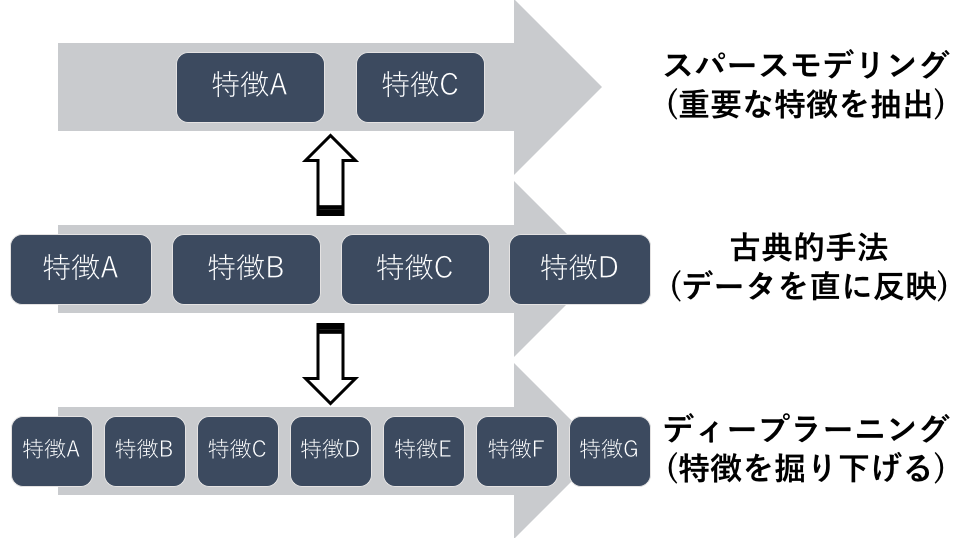 特徴A
特徴C
スパースモデリング
(重要な特徴を抽出)
特徴A
特徴B
特徴C
特徴D
古典的手法
(データを直に反映)
特徴A
特徴B
特徴C
特徴D
特徴E
特徴F
特徴G
ディープラーニング
(特徴を掘り下げる)